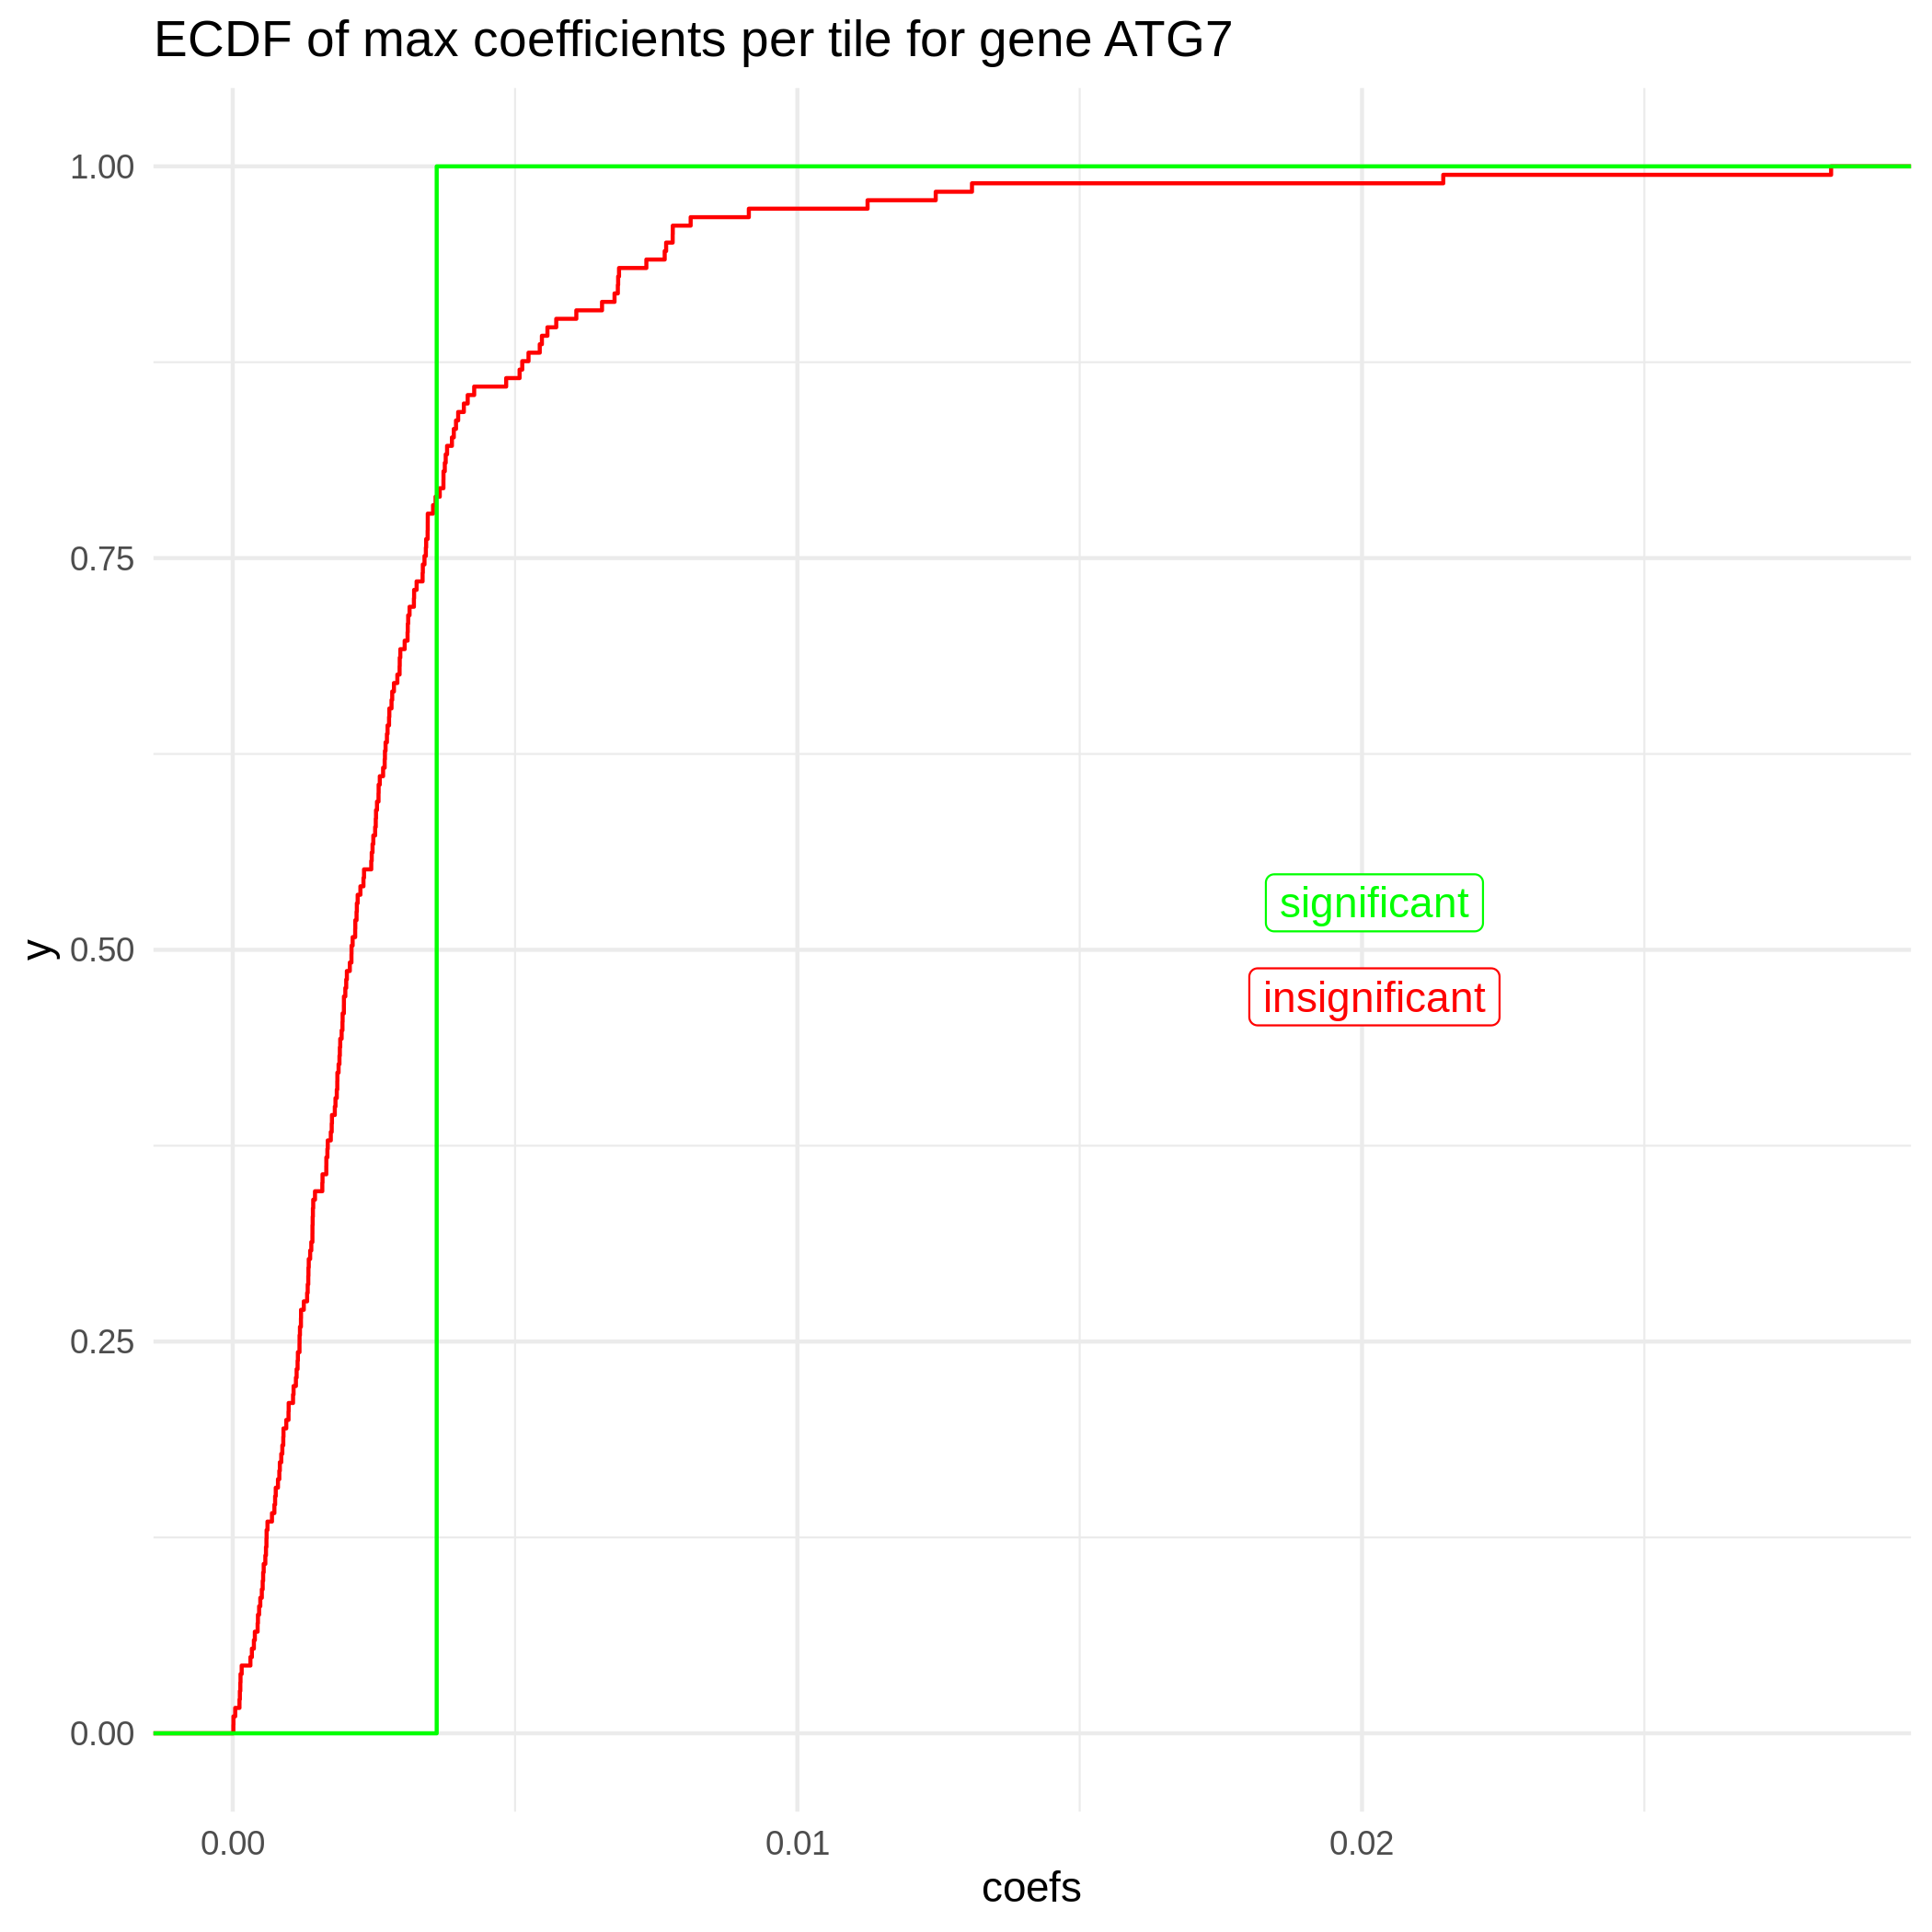 ECDF of max coefficients per tile for gene ATG7
1.00
0.75
0.50
0.25
0.00
y
significant
insignificant
0.00 0.01 0.02
coefs